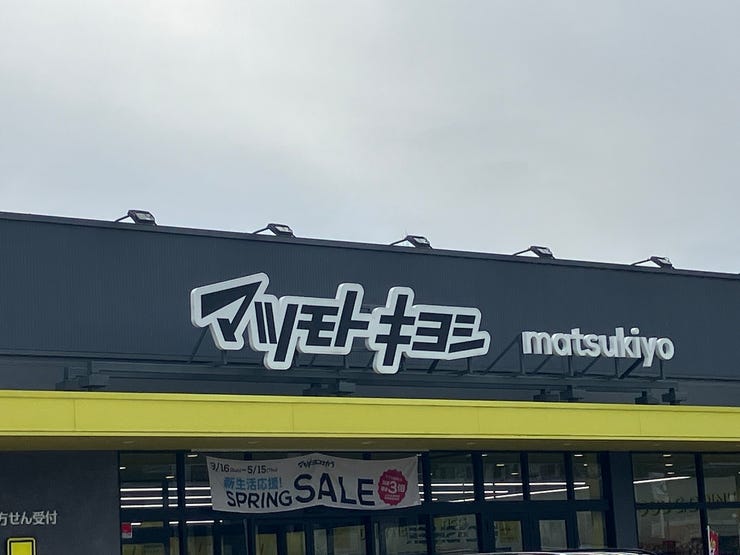 マツモトキヨシ
matsukiyo
3/16 5/15
マツモトキヨシ
新生活応援!
SPRING SALE
3倍
方せん受付